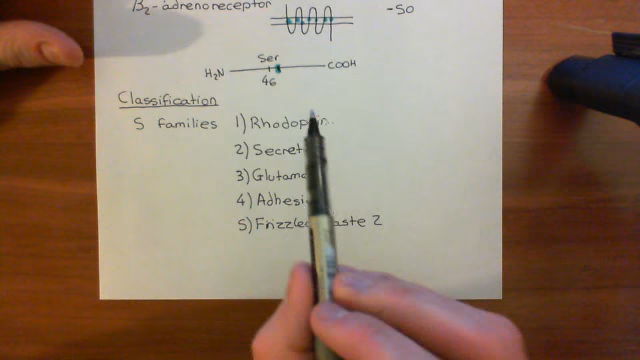 β2-adrenoreceptor -50
Ser
H2N COOH
46
Classification
5 families 1) Rhodop
2) Secret
3) Glutam
4) Adhesi
5) Frizzled aste 2